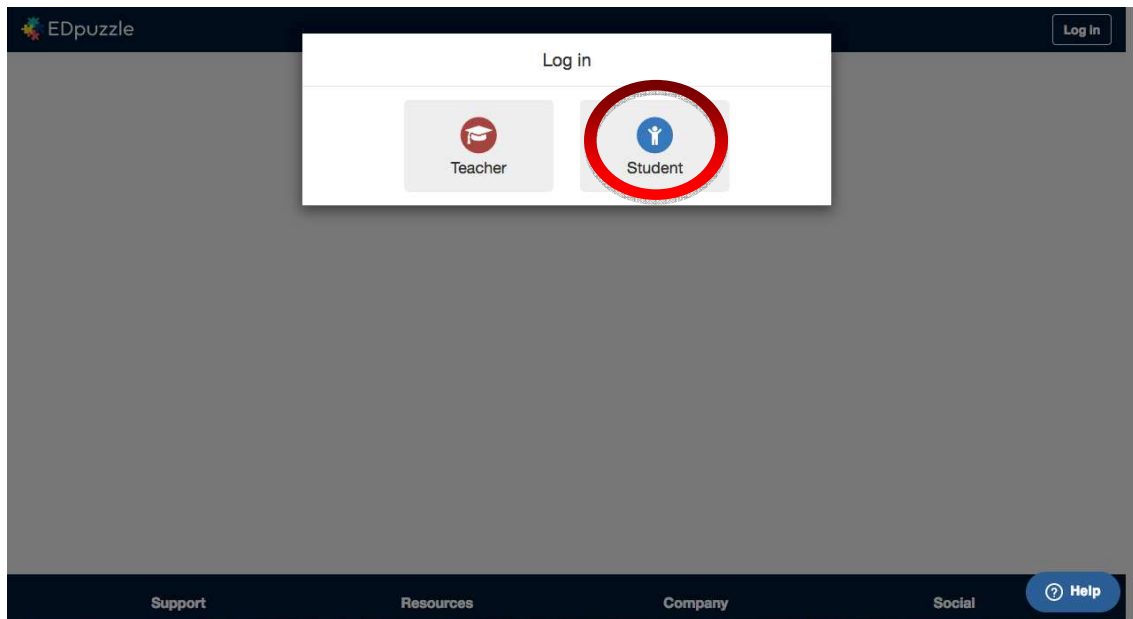 EDpuzzle
Log in
Log in
Teacher
Student
Support
Resources
Company
Social
Help